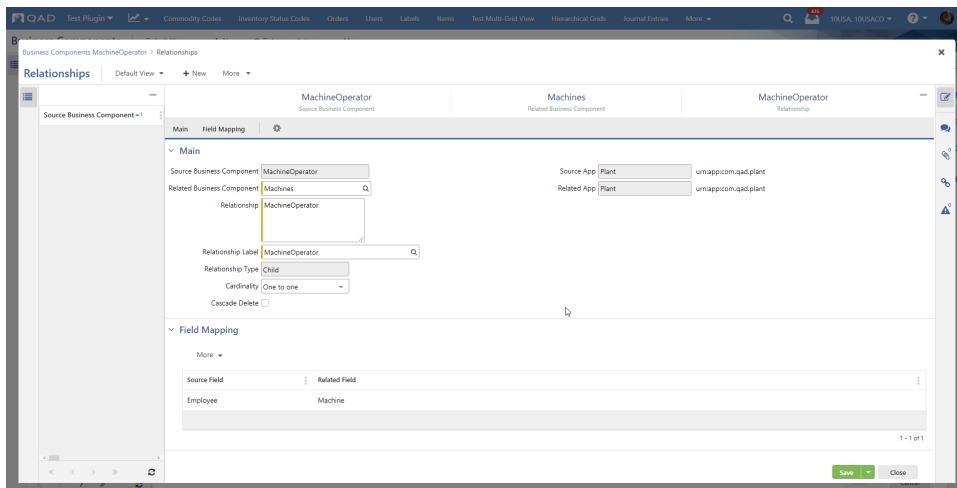 QAD Test Plugin Commodity Codes Inventory Status Codes Orders Users Labels Items Test Multi-Grid View Hierarchical Grids Journal Entries More 10USA, 10USACO
Business Components MachineOperator > Relationships
Relationships Default View + New More
MachineOperator Machines MachineOperator
Source Business Component Related Business Component Relationship
Source Business Component 1
Main Field Mapping
Main
Source Business Component MachineOperator Source App Plant urn:app:com.qad.plant
Related Business Component Machines Related App Plant urn:app:com.qad.plant
Relationship MachineOperator
Relationship Label MachineOperator
Relationship Type Child
Cardinality One to one
Cascade Delete
Field Mapping
More
Source Field Related Field
Employee Machine
1 - 1 of 1
Save Close